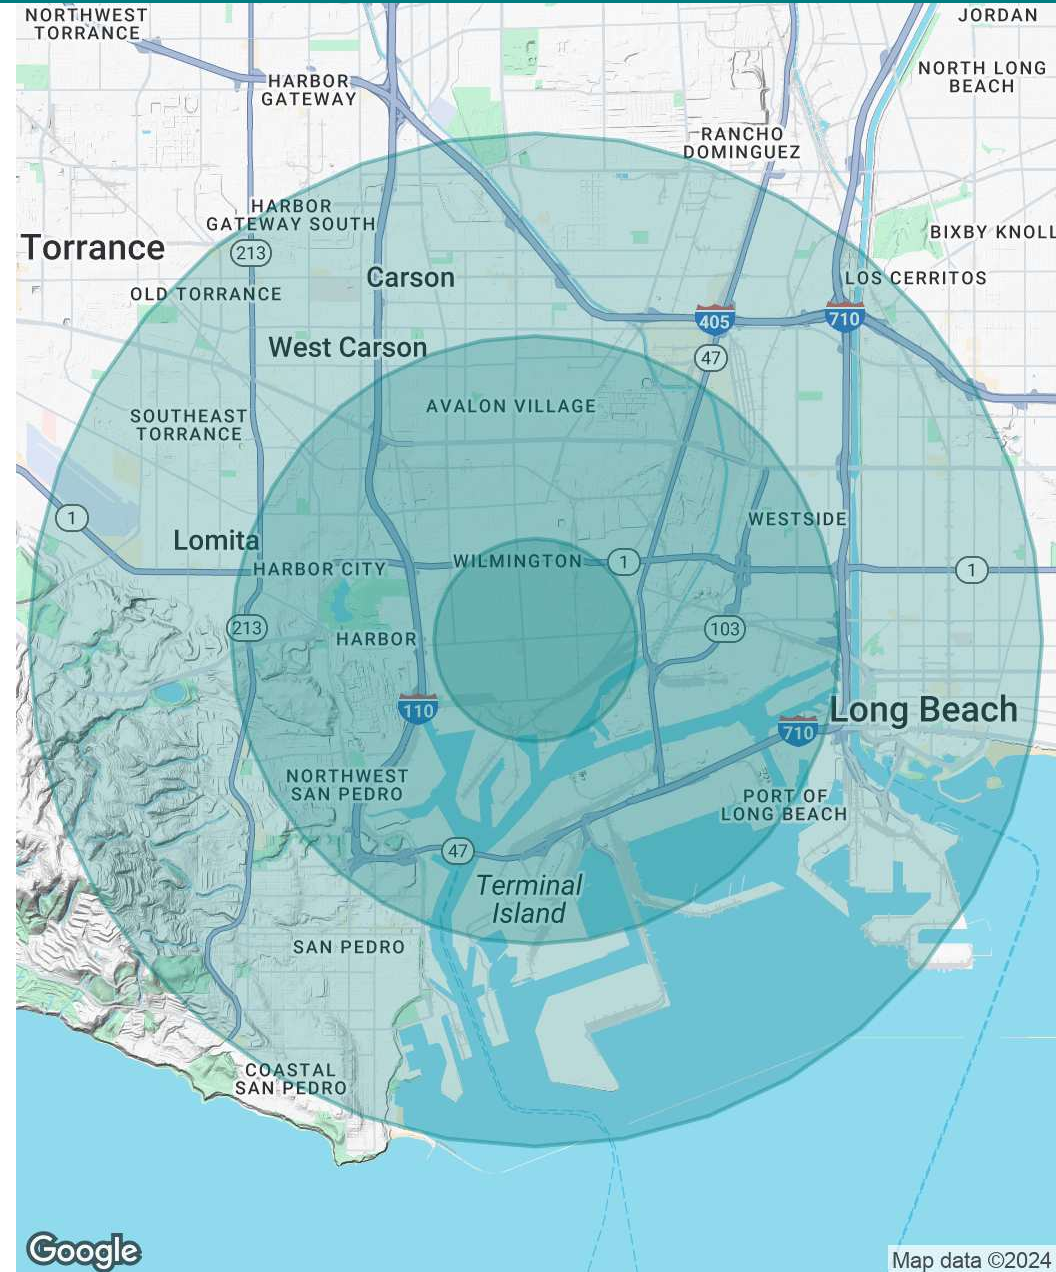 NORTHWEST
TORRANCE
JORDAN
HARBOR
GATEWAY
NORTH LONG
BEACH
RANCHO
DOMINGUEZ
HARBOR
GATEWAY SOUTH
Torrance
213
BIXBY KNOLL
Carson
LOS CERRITOS
OLD TORRANCE
405
710
West Carson
47
AVALON VILLAGE
SOUTHEAST
TORRANCE
1
WESTSIDE
Lomita
HARBOR CITY
WILMINGTON
1
1
213
HARBOR
103
110
Long Beach
710
NORTHWEST
SAN PEDRO
PORT OF
LONG BEACH
47
Terminal
Island
SAN PEDRO
COASTAL
SAN PEDRO
Google
Map data ©2024